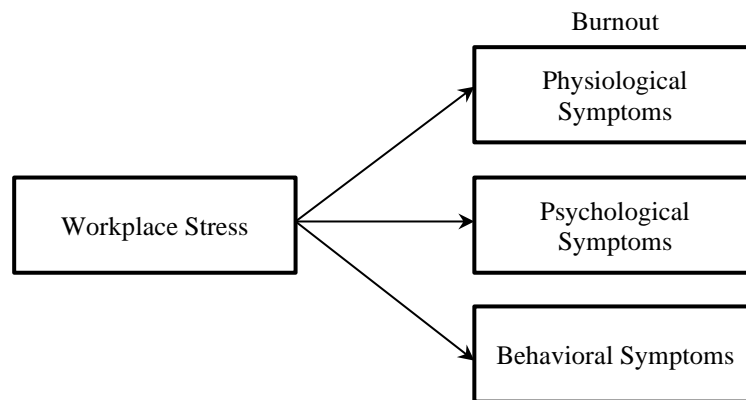 Burnout
Physiological
Symptoms
Workplace Stress
Psychological
Symptoms
Behavioral Symptoms